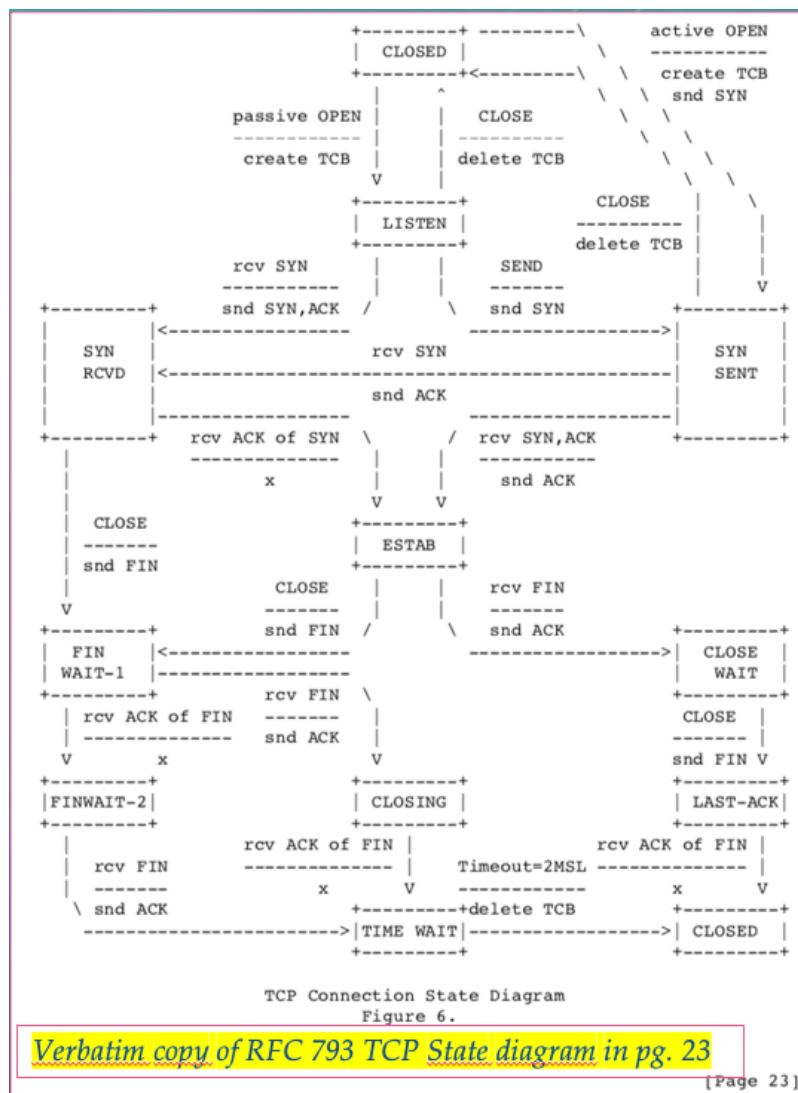 +---------+ ---------\      active OPEN
                              |  CLOSED |            \    -----------
                              +---------+<---------\   \   create TCB
                                |     ^              \   \  snd SYN
                   passive OPEN |     |   CLOSE        \   \
                   ------------ |     | ----------       \   \
                    create TCB  |     | delete TCB         \   \
                                V     |                      \   \
                              +---------+            CLOSE    |    \
                              |  LISTEN |          ---------- |     |
                              +---------+          delete TCB |     |
                   rcv SYN      |     |     SEND              |     |
                  -----------   |     |    -------            |     V
 +---------+      snd SYN,ACK  /       \   snd SYN          +---------+
 |         |<-----------------           ------------------>|         |
 |   SYN   |                    rcv SYN                     |   SYN   |
 |   RCVD  |<-----------------------------------------------|   SENT  |
 |         |                    snd ACK                     |         |
 |         |------------------           -------------------|         |
 +---------+   rcv ACK of SYN  \       /  rcv SYN,ACK       +---------+
   |           --------------   |     |   -----------
   |                  x         |     |     snd ACK
   |                            V     V
   |  CLOSE                   +---------+
   | -------                  |  ESTAB  |
   | snd FIN                  +---------+
   |                   CLOSE    |     |    rcv FIN
   V                  -------   |     |    -------
 +---------+          snd FIN  /       \   snd ACK          +---------+
 |  FIN    |<-----------------           ------------------>|  CLOSE  |
 | WAIT-1  |------------------                              |   WAIT  |
 +---------+          rcv FIN  \                            +---------+
   | rcv ACK of FIN   -------   |                            CLOSE  |
   | --------------   snd ACK   |                           ------- |
   V        x                   V                           snd FIN V
 +---------+                  +---------+                   +---------+
 |FINWAIT-2|                  | CLOSING |                   | LAST-ACK|
 +---------+                  +---------+                   +---------+
   |                rcv ACK of FIN |                 rcv ACK of FIN |
   |  rcv FIN       -------------- |    Timeout=2MSL -------------- |
   |  -------              x       V    ------------        x       V
    \ snd ACK                 +---------+delete TCB         +---------+
     ------------------------>|TIME WAIT|------------------>| CLOSED  |
                              +---------+                   +---------+
TCP Connection State Diagram
Figure 6.
Verbatim copy of RFC 793 TCP State diagram in pg. 23
[Page 23]